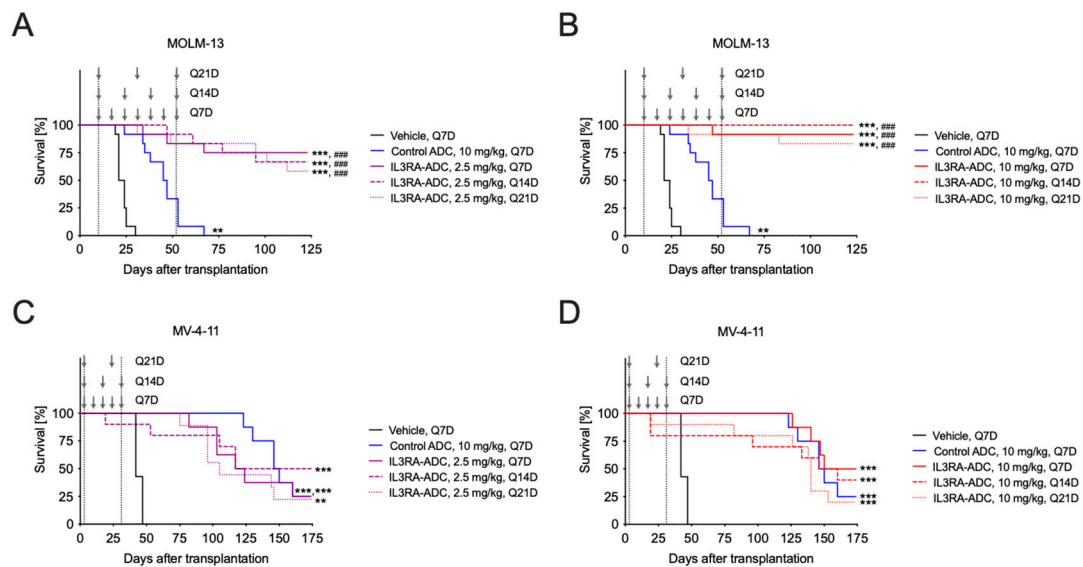 A
MOLM-13
Q21D
Q14D
Q7D
Survival [%]
100
75
50
25
0
0 25 50 75 100 125
Days after transplantation
***, ###
***, ###
***, ###
**
Vehicle, Q7D
Control ADC, 10 mg/kg, Q7D
IL3RA-ADC, 2.5 mg/kg, Q7D
IL3RA-ADC, 2.5 mg/kg, Q14D
IL3RA-ADC, 2.5 mg/kg, Q21D
B
MOLM-13
Q21D
Q14D
Q7D
Survival [%]
100
75
50
25
0
0 25 50 75 100 125
Days after transplantation
***, ###
***, ###
***, ###
**
Vehicle, Q7D
Control ADC, 10 mg/kg, Q7D
IL3RA-ADC, 10 mg/kg, Q7D
IL3RA-ADC, 10 mg/kg, Q14D
IL3RA-ADC, 10 mg/kg, Q21D
C
MV-4-11
Q21D
Q14D
Q7D
Survival [%]
100
75
50
25
0
0 25 50 75 100 125 150 175
Days after transplantation
***
***, ***
**
Vehicle, Q7D
Control ADC, 10 mg/kg, Q7D
IL3RA-ADC, 2.5 mg/kg, Q7D
IL3RA-ADC, 2.5 mg/kg, Q14D
IL3RA-ADC, 2.5 mg/kg, Q21D
D
MV-4-11
Q21D
Q14D
Q7D
Survival [%]
100
75
50
25
0
0 25 50 75 100 125 150 175
Days after transplantation
***
***
***
***
Vehicle, Q7D
Control ADC, 10 mg/kg, Q7D
IL3RA-ADC, 10 mg/kg, Q7D
IL3RA-ADC, 10 mg/kg, Q14D
IL3RA-ADC, 10 mg/kg, Q21D